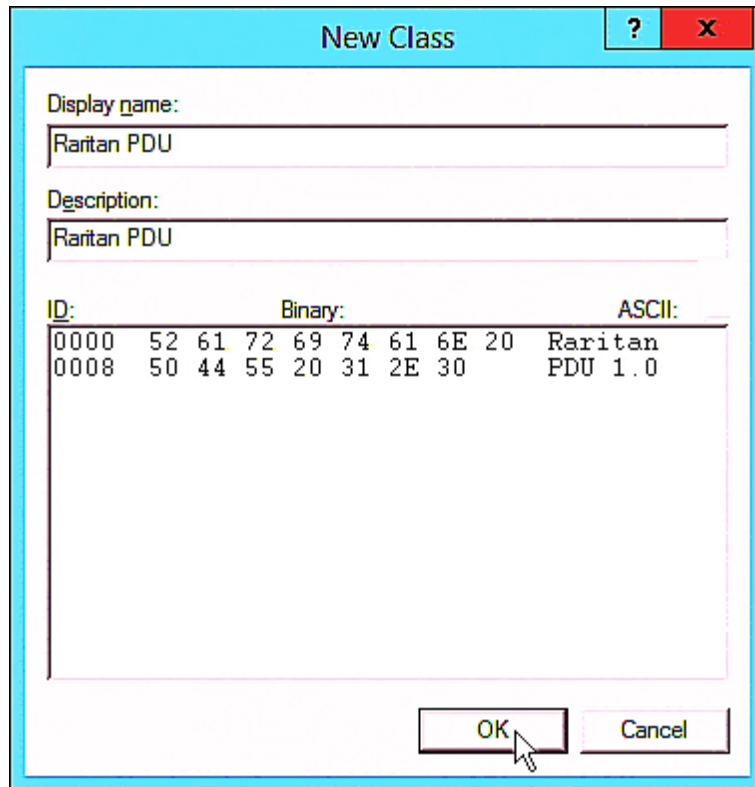 New Class
?
x
Display name:
Raritan PDU
Description:
Raritan PDU
ID: Binary: ASCII:
0000 52 61 72 69 74 61 6E 20 Raritan
0008 50 44 55 20 31 2E 30 PDU 1.0
OK
Cancel